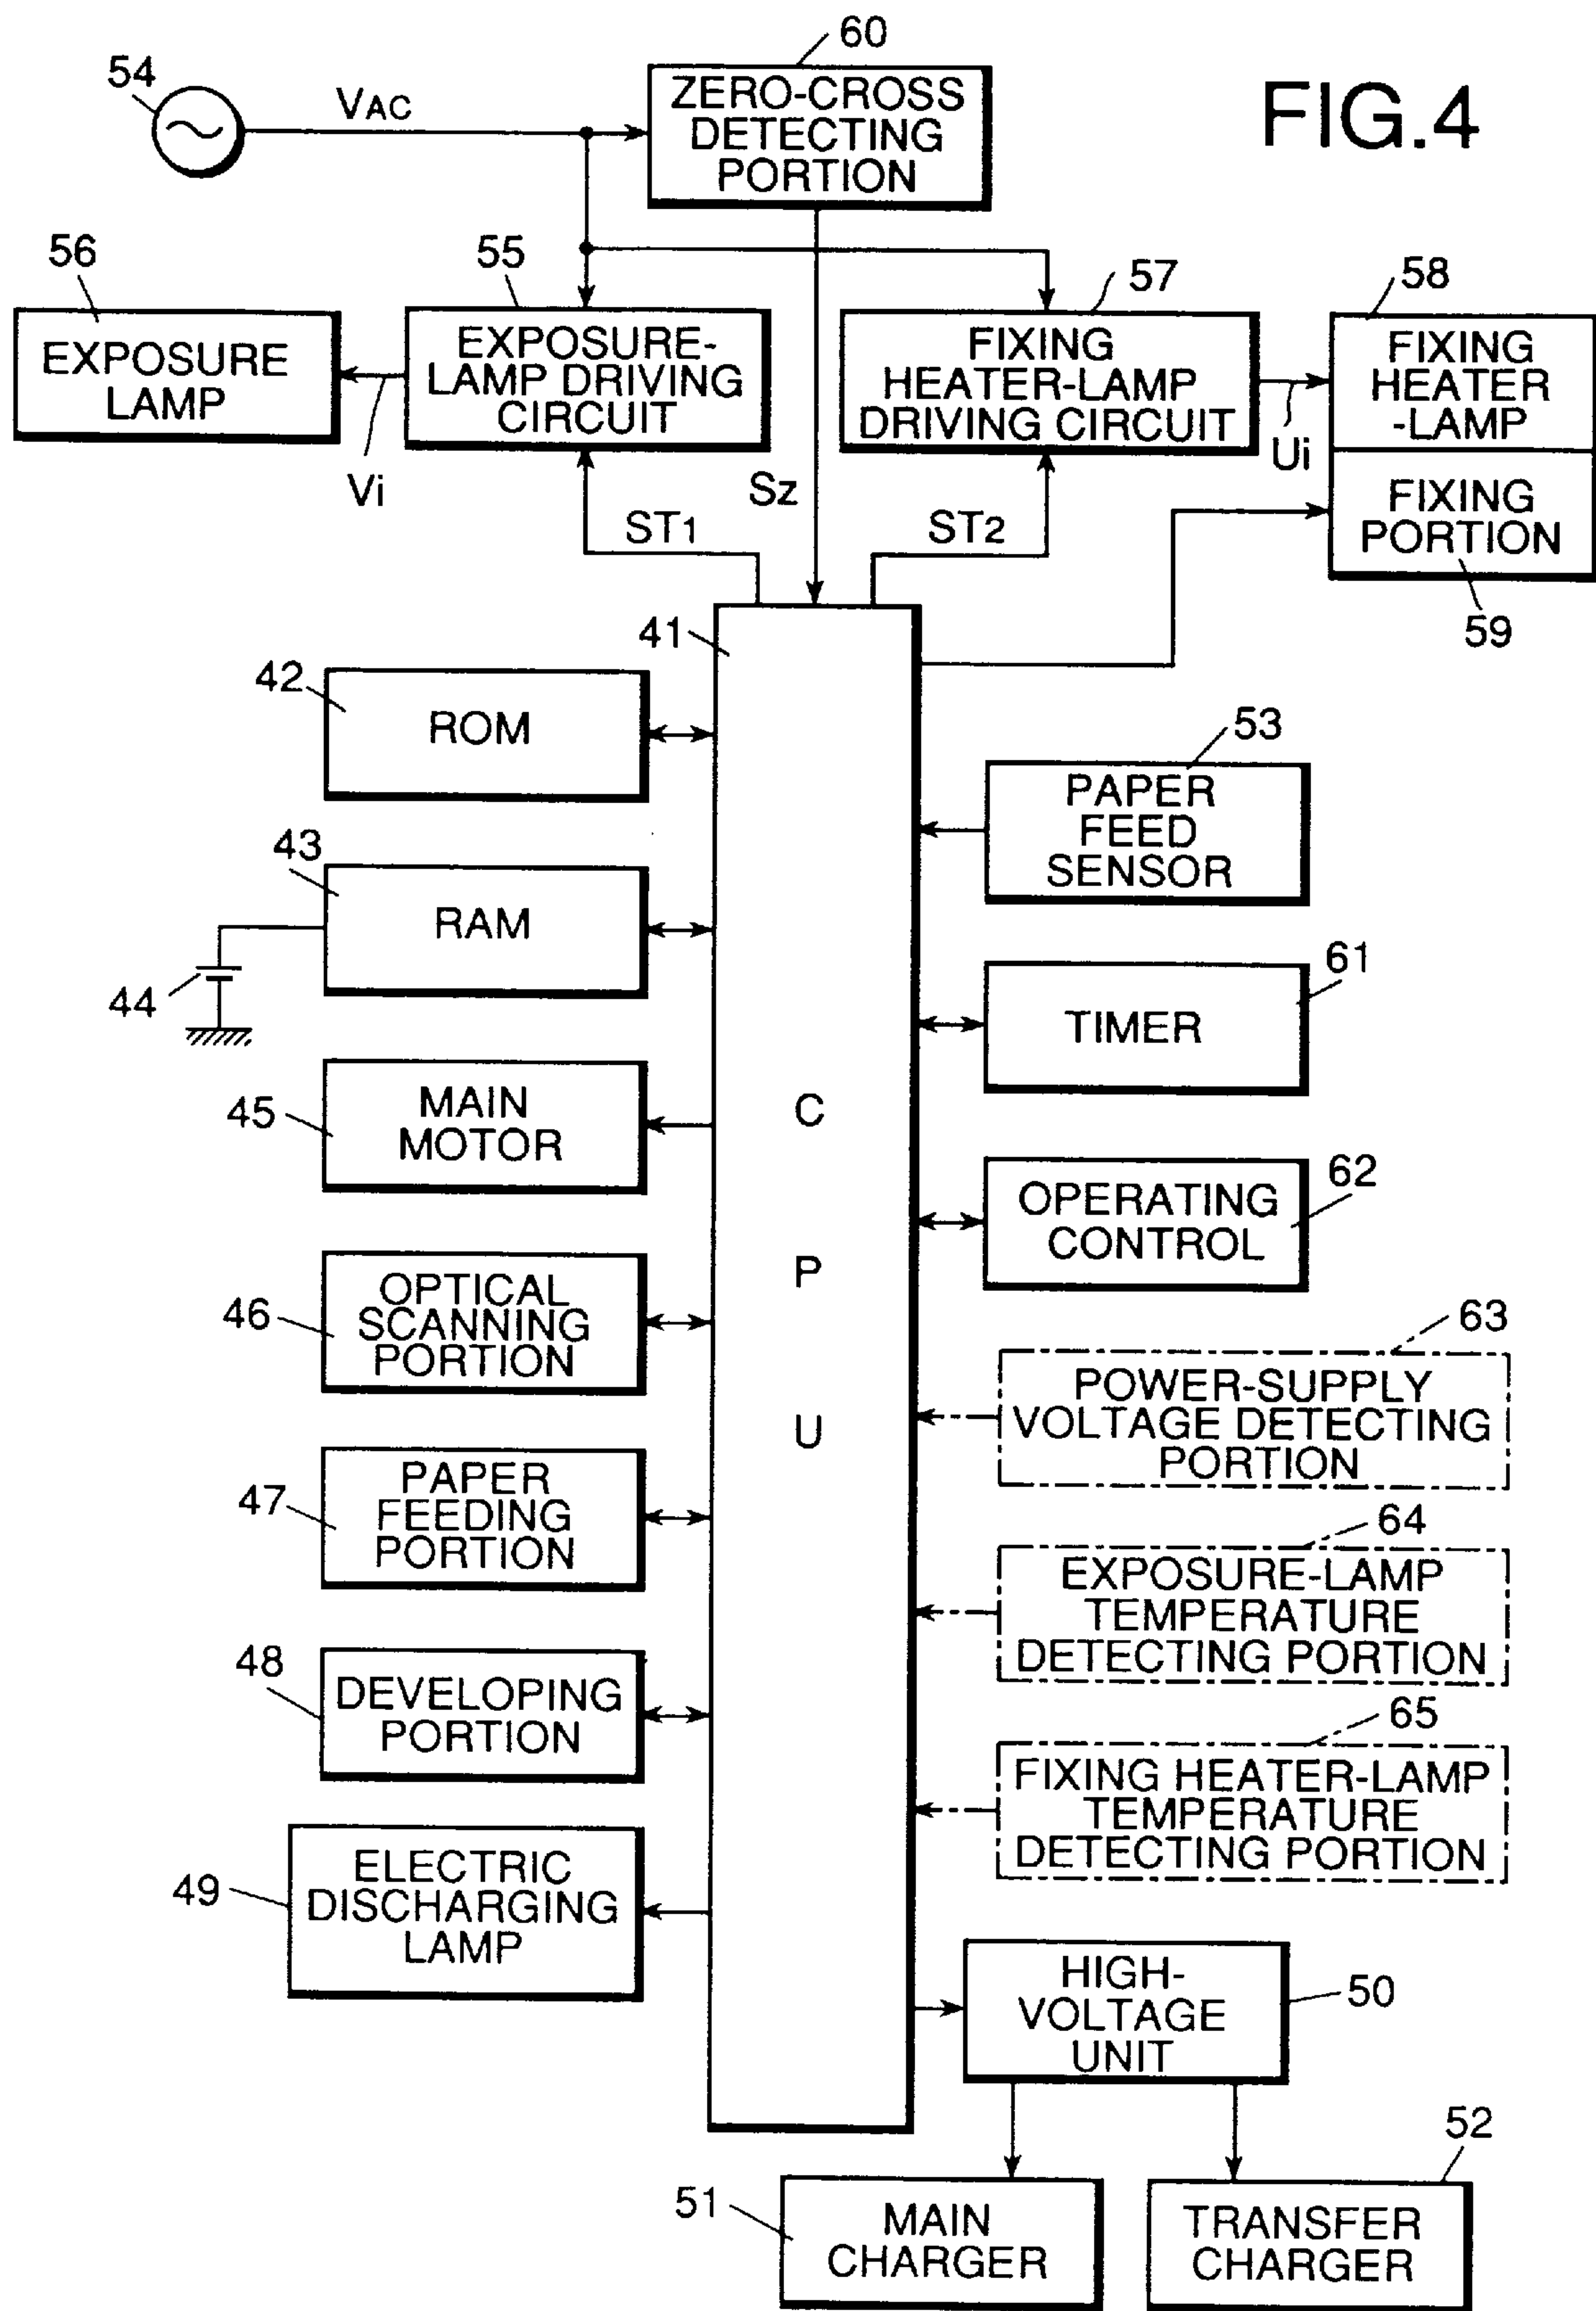 FIG.4
60
54
VAC
ZERO-CROSS
DETECTING
PORTION
56
55
57
58
EXPOSURE
LAMP
EXPOSURE-
LAMP DRIVING
CIRCUIT
FIXING
HEATER-LAMP
DRIVING CIRCUIT
FIXING
HEATER
-LAMP
Vi
Sz
Ui
ST1
ST2
FIXING
PORTION
59
41
42
ROM
53
PAPER
FEED
SENSOR
43
RAM
44
61
TIMER
45
MAIN
MOTOR
C
P
U
62
OPERATING
CONTROL
46
OPTICAL
SCANNING
PORTION
63
POWER-SUPPLY
VOLTAGE DETECTING
PORTION
47
PAPER
FEEDING
PORTION
64
EXPOSURE-LAMP
TEMPERATURE
DETECTING PORTION
48
DEVELOPING
PORTION
65
FIXING HEATER-LAMP
TEMPERATURE
DETECTING PORTION
49
ELECTRIC
DISCHARGING
LAMP
HIGH-
VOLTAGE
UNIT
50
51
MAIN
CHARGER
52
TRANSFER
CHARGER